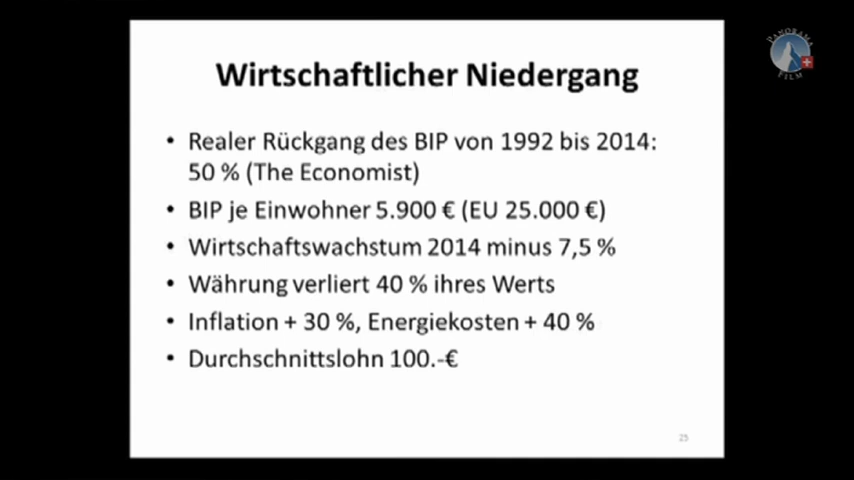 PANORAMA
FILM
Wirtschaftlicher Niedergang
• Realer Rückgang des BIP von 1992 bis 2014:
50 % (The Economist)
• BIP je Einwohner 5.900 € (EU 25.000 €)
• Wirtschaftswachstum 2014 minus 7,5 %
• Währung verliert 40 % ihres Werts
• Inflation + 30 %, Energiekosten + 40 %
• Durchschnittslohn 100.-€
25